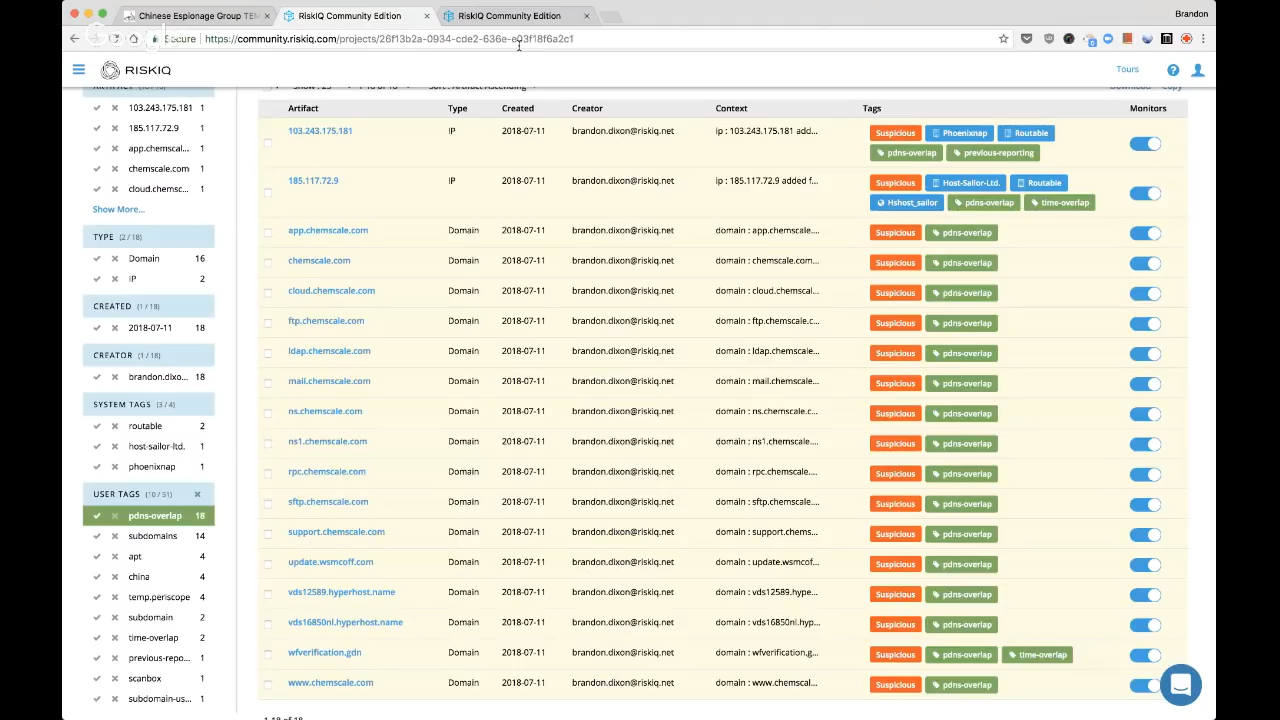 Chinese Espionage Group TEM
RiskIQ Community Edition
RiskIQ Community Edition
Brandon
Secure
https://community.riskiq.com/projects/26f13b2a-0934-cde2-636e-e03f18f6a2c1
RISKIQ
Tours
103.243.175.181 1
185.117.72.9 1
app.chemscal... 1
chemscale.com 1
cloud.chemscale... 1
Show More...
TYPE (2 / 18)
Domain 16
IP 2
CREATED (1 / 18)
2018-07-11 18
CREATOR (1 / 18)
brandon.dixo... 18
SYSTEM TAGS (3 / 4)
routable 2
host-sailor-ltd. 1
phoenixnap 1
USER TAGS (10 / 31)
pdns-overlap 18
subdomains 14
apt 4
china 4
temp.periscope 4
subdomain 2
time-overlap 2
previous-repo... 1
scanbox 1
subdomains... 1
Download Copy
Artifact Type Created Creator Context Tags Monitors
103.243.175.181 IP 2018-07-11 brandon.dixon@riskiq.net ip : 103.243.175.181 add... Suspicious Phoenixnap Routable
pdns-overlap previous-reporting
185.117.72.9 IP 2018-07-11 brandon.dixon@riskiq.net ip : 185.117.72.9 added f... Suspicious Host-Sailor-Ltd. Routable
Hshost_sailor pdns-overlap time-overlap
app.chemscale.com Domain 2018-07-11 brandon.dixon@riskiq.net domain : app.chemscale... Suspicious pdns-overlap
chemscale.com Domain 2018-07-11 brandon.dixon@riskiq.net domain : chemscale.com... Suspicious pdns-overlap
cloud.chemscale.com Domain 2018-07-11 brandon.dixon@riskiq.net domain : cloud.chemscal... Suspicious pdns-overlap
ftp.chemscale.com Domain 2018-07-11 brandon.dixon@riskiq.net domain : ftp.chemscale.c... Suspicious pdns-overlap
ldap.chemscale.com Domain 2018-07-11 brandon.dixon@riskiq.net domain : ldap.chemscale... Suspicious pdns-overlap
mail.chemscale.com Domain 2018-07-11 brandon.dixon@riskiq.net domain : mail.chemscale... Suspicious pdns-overlap
ns.chemscale.com Domain 2018-07-11 brandon.dixon@riskiq.net domain : ns.chemscale.c... Suspicious pdns-overlap
ns1.chemscale.com Domain 2018-07-11 brandon.dixon@riskiq.net domain : ns1.chemscale... Suspicious pdns-overlap
rpc.chemscale.com Domain 2018-07-11 brandon.dixon@riskiq.net domain : rpc.chemscale.... Suspicious pdns-overlap
sftp.chemscale.com Domain 2018-07-11 brandon.dixon@riskiq.net domain : sftp.chemscale... Suspicious pdns-overlap
support.chemscale.com Domain 2018-07-11 brandon.dixon@riskiq.net domain : support.chems... Suspicious pdns-overlap
update.wsmcoff.com Domain 2018-07-11 brandon.dixon@riskiq.net domain : update.wsmcof... Suspicious pdns-overlap
vds12589.hyperhost.name Domain 2018-07-11 brandon.dixon@riskiq.net domain : vds12589.hype... Suspicious pdns-overlap
vds16850nl.hyperhost.name Domain 2018-07-11 brandon.dixon@riskiq.net domain : vds16850nl.hyp... Suspicious pdns-overlap
wfverification.gdn Domain 2018-07-11 brandon.dixon@riskiq.net domain : wfverification.g... Suspicious pdns-overlap time-overlap
www.chemscale.com Domain 2018-07-11 brandon.dixon@riskiq.net domain : www.chemscal... Suspicious pdns-overlap
1-18 of 18